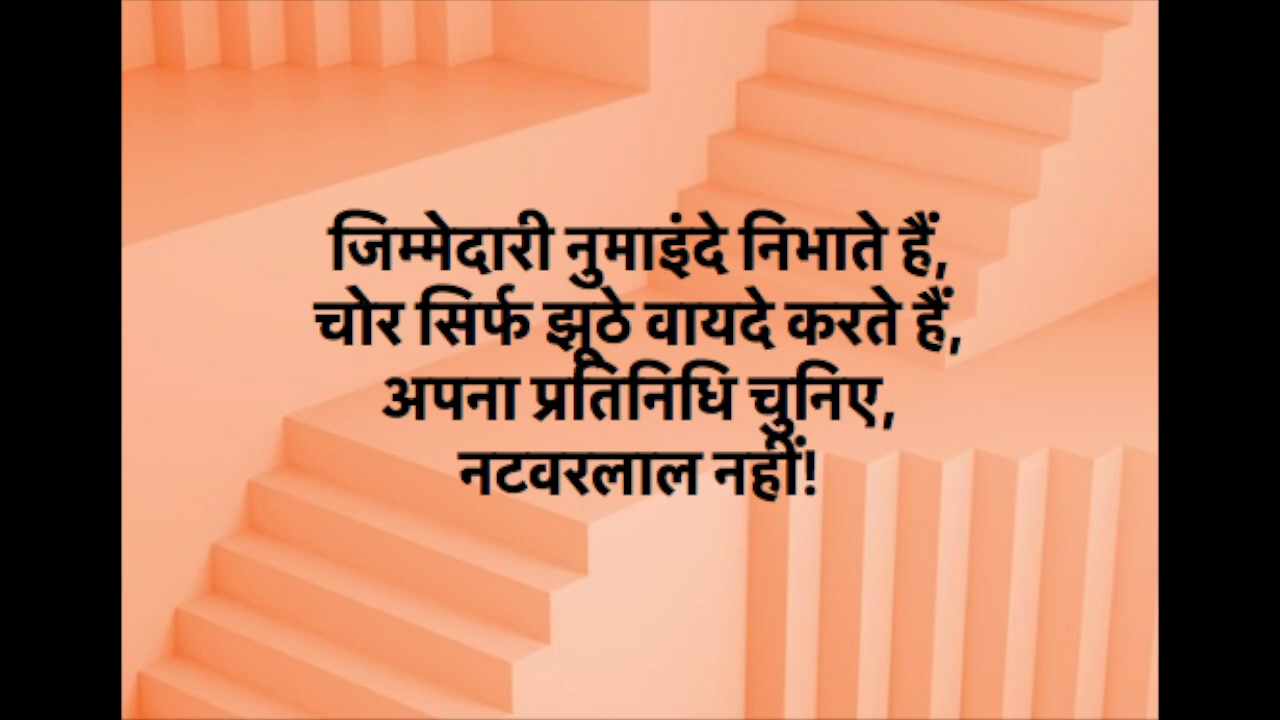 जिम्मेदारी नुमाइंदे निभाते हैं,
चोर सिर्फ झूठे वायदे करते हैं,
अपना प्रतिनिधि चुनिए,
नटवरलाल नहीं!